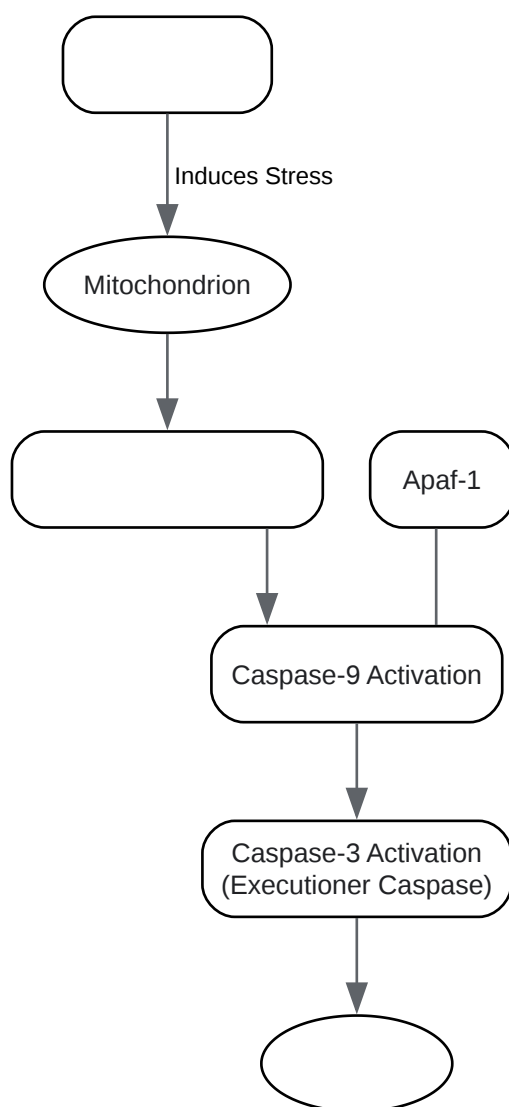 Induces Stress
Mitochondrion
Apaf-1
Caspase-9 Activation
Caspase-3 Activation
(Executioner Caspase)